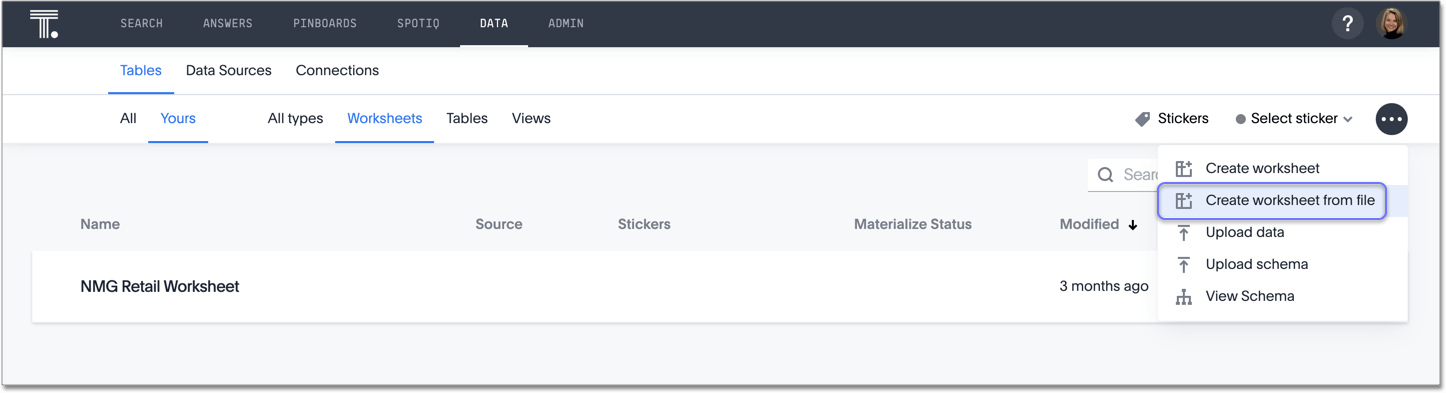 SEARCH ANSWERS PINBOARDS SPOTIQ DATA ADMIN ?
Tables Data Sources Connections
All Yours All types Worksheets Tables Views Stickers Select sticker
Create worksheet
Create worksheet from file
Upload data
Upload schema
View Schema
Name Source Stickers Materialize Status Modified
NMG Retail Worksheet 3 months ago